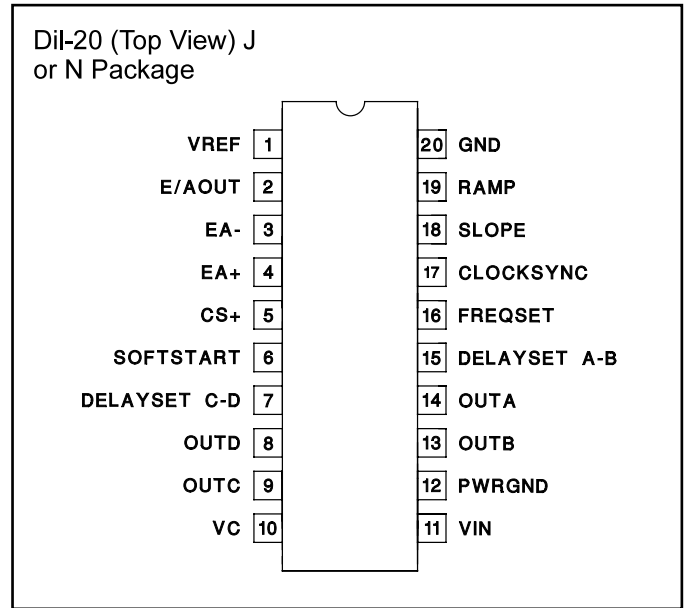 Dil-20 (Top View) J
or N Package
VREF 1 20 GND
E/AOUT 2 19 RAMP
EA- 3 18 SLOPE
EA+ 4 17 CLOCKSYNC
CS+ 5 16 FREQSET
SOFTSTART 6 15 DELAYSET A-B
DELAYSET C-D 7 14 OUTA
OUTD 8 13 OUTB
OUTC 9 12 PWRGND
VC 10 11 VIN